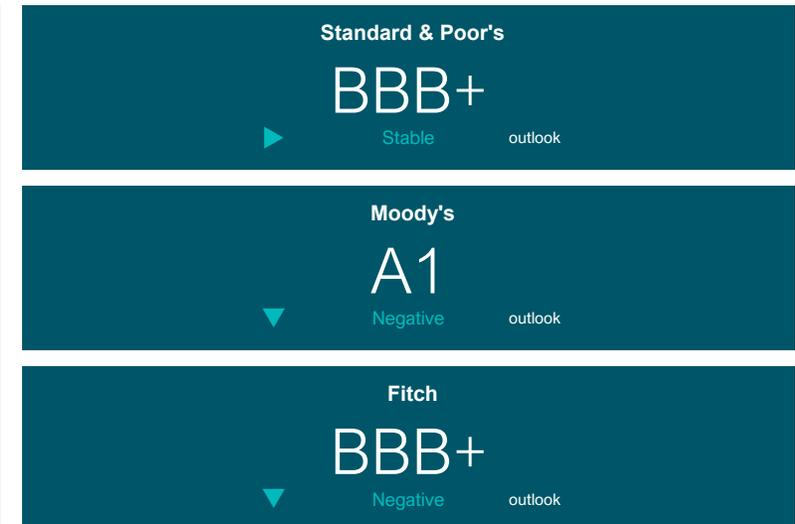 Standard & Poor's
BBB+
Stable outlook
Moody's
A1
Negative outlook
Fitch
BBB+
Negative outlook